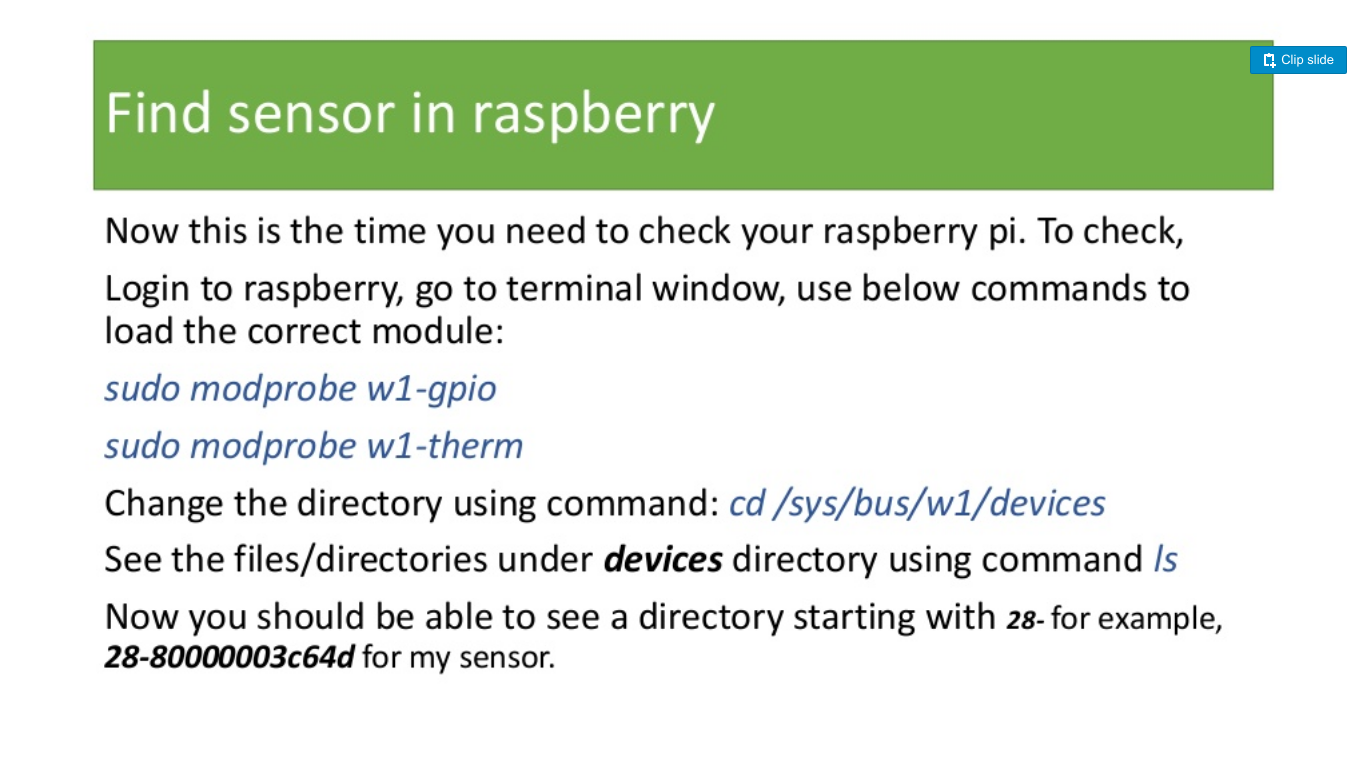 Clip slide
Find sensor in raspberry
Now this is the time you need to check your raspberry pi. To check,
Login to raspberry, go to terminal window, use below commands to
load the correct module:
sudo modprobe w1-gpio
sudo modprobe w1-therm
Change the directory using command: cd /sys/bus/w1/devices
See the files/directories under devices directory using command ls
Now you should be able to see a directory starting with 28- for example,
28-80000003c64d for my sensor.